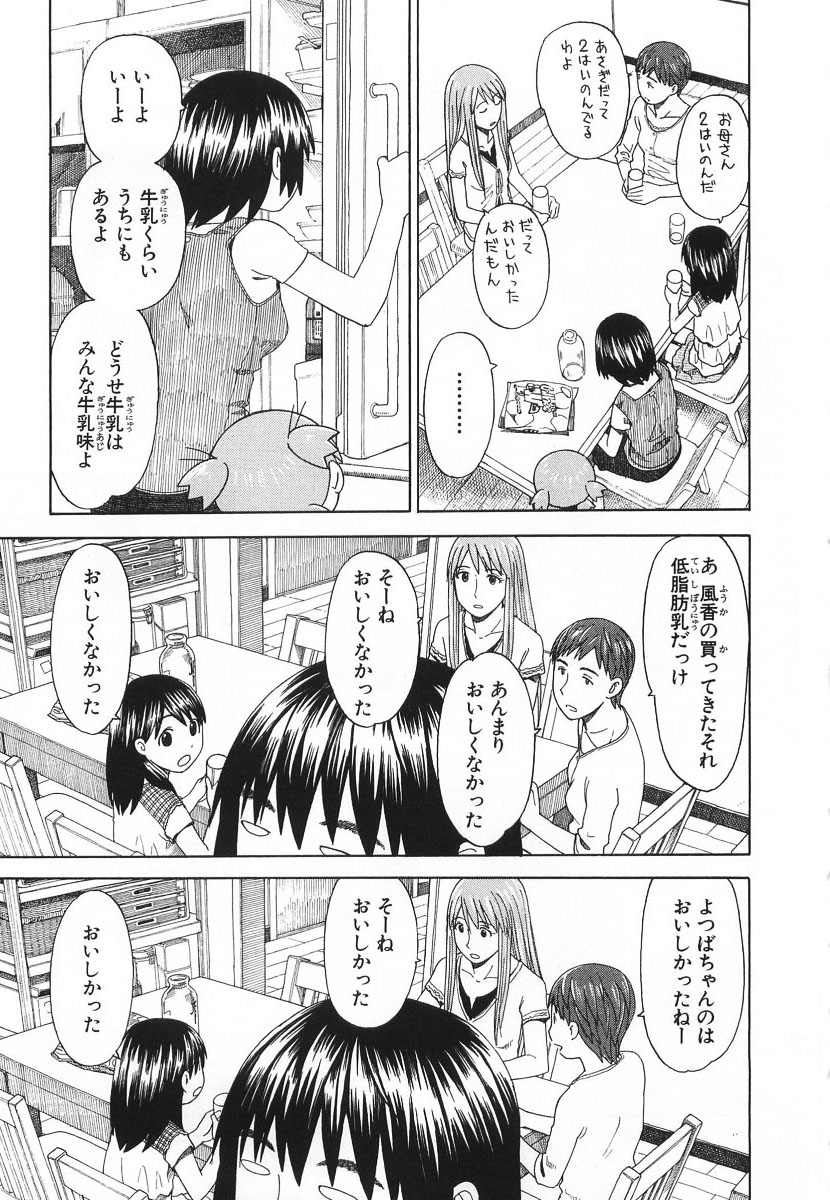 お母さん
2はいのんだ
あさぎだって
2はいのんでる
わよ
だって
おいしかった
んだもん
………
いーよ
いーよ
牛乳くらい
うちにも
あるよ
どうせ牛乳は
みんな牛乳味よ
あ 風香の買ってきたそれ
低脂肪乳だっけ
あんまり
おいしくなかった
そーね
おいしくなかった
おいしくなかった
よつばちゃんのは
おいしかったねー
そーね
おいしかった
おいしかった